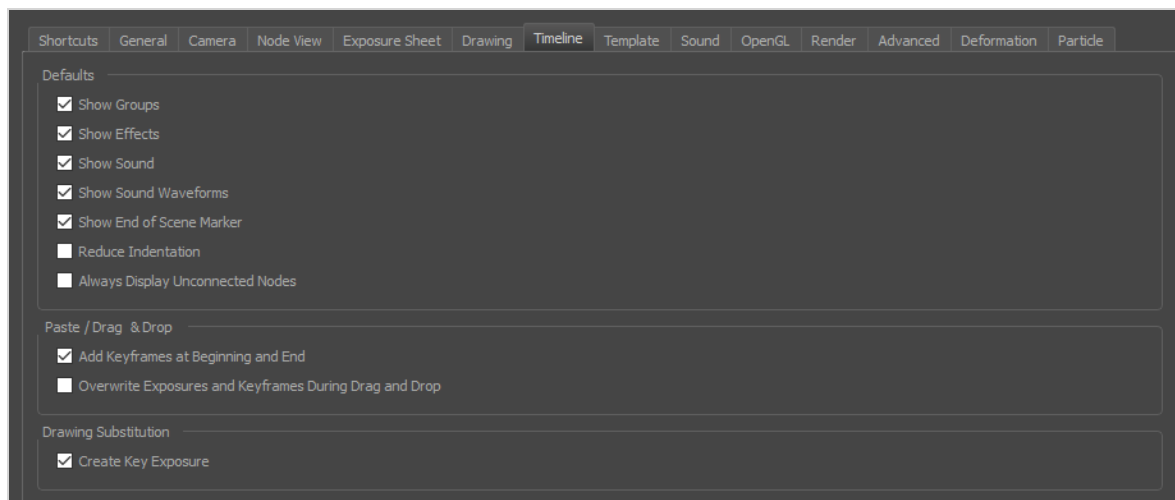 Shortcuts General Camera Node View Exposure Sheet Drawing Timeline Template Sound OpenGL Render Advanced Deformation Particle
Defaults
Show Groups
Show Effects
Show Sound
Show Sound Waveforms
Show End of Scene Marker
Reduce Indentation
Always Display Unconnected Nodes
Paste / Drag & Drop
Add Keyframes at Beginning and End
Overwrite Exposures and Keyframes During Drag and Drop
Drawing Substitution
Create Key Exposure